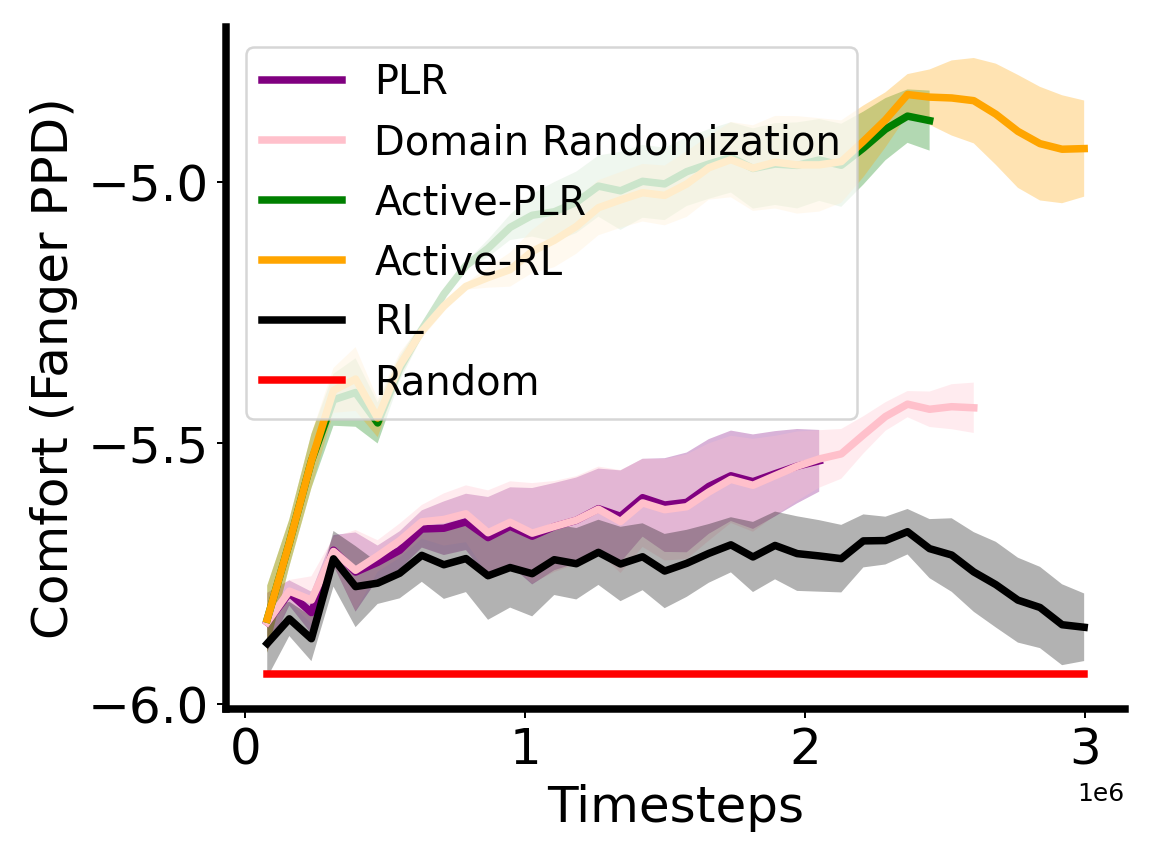 Comfort (Fanger PPD)
−5.0
−5.5
−6.0
PLR
Domain Randomization
Active-PLR
Active-RL
RL
Random
0
1
2
3
1e6
Timesteps